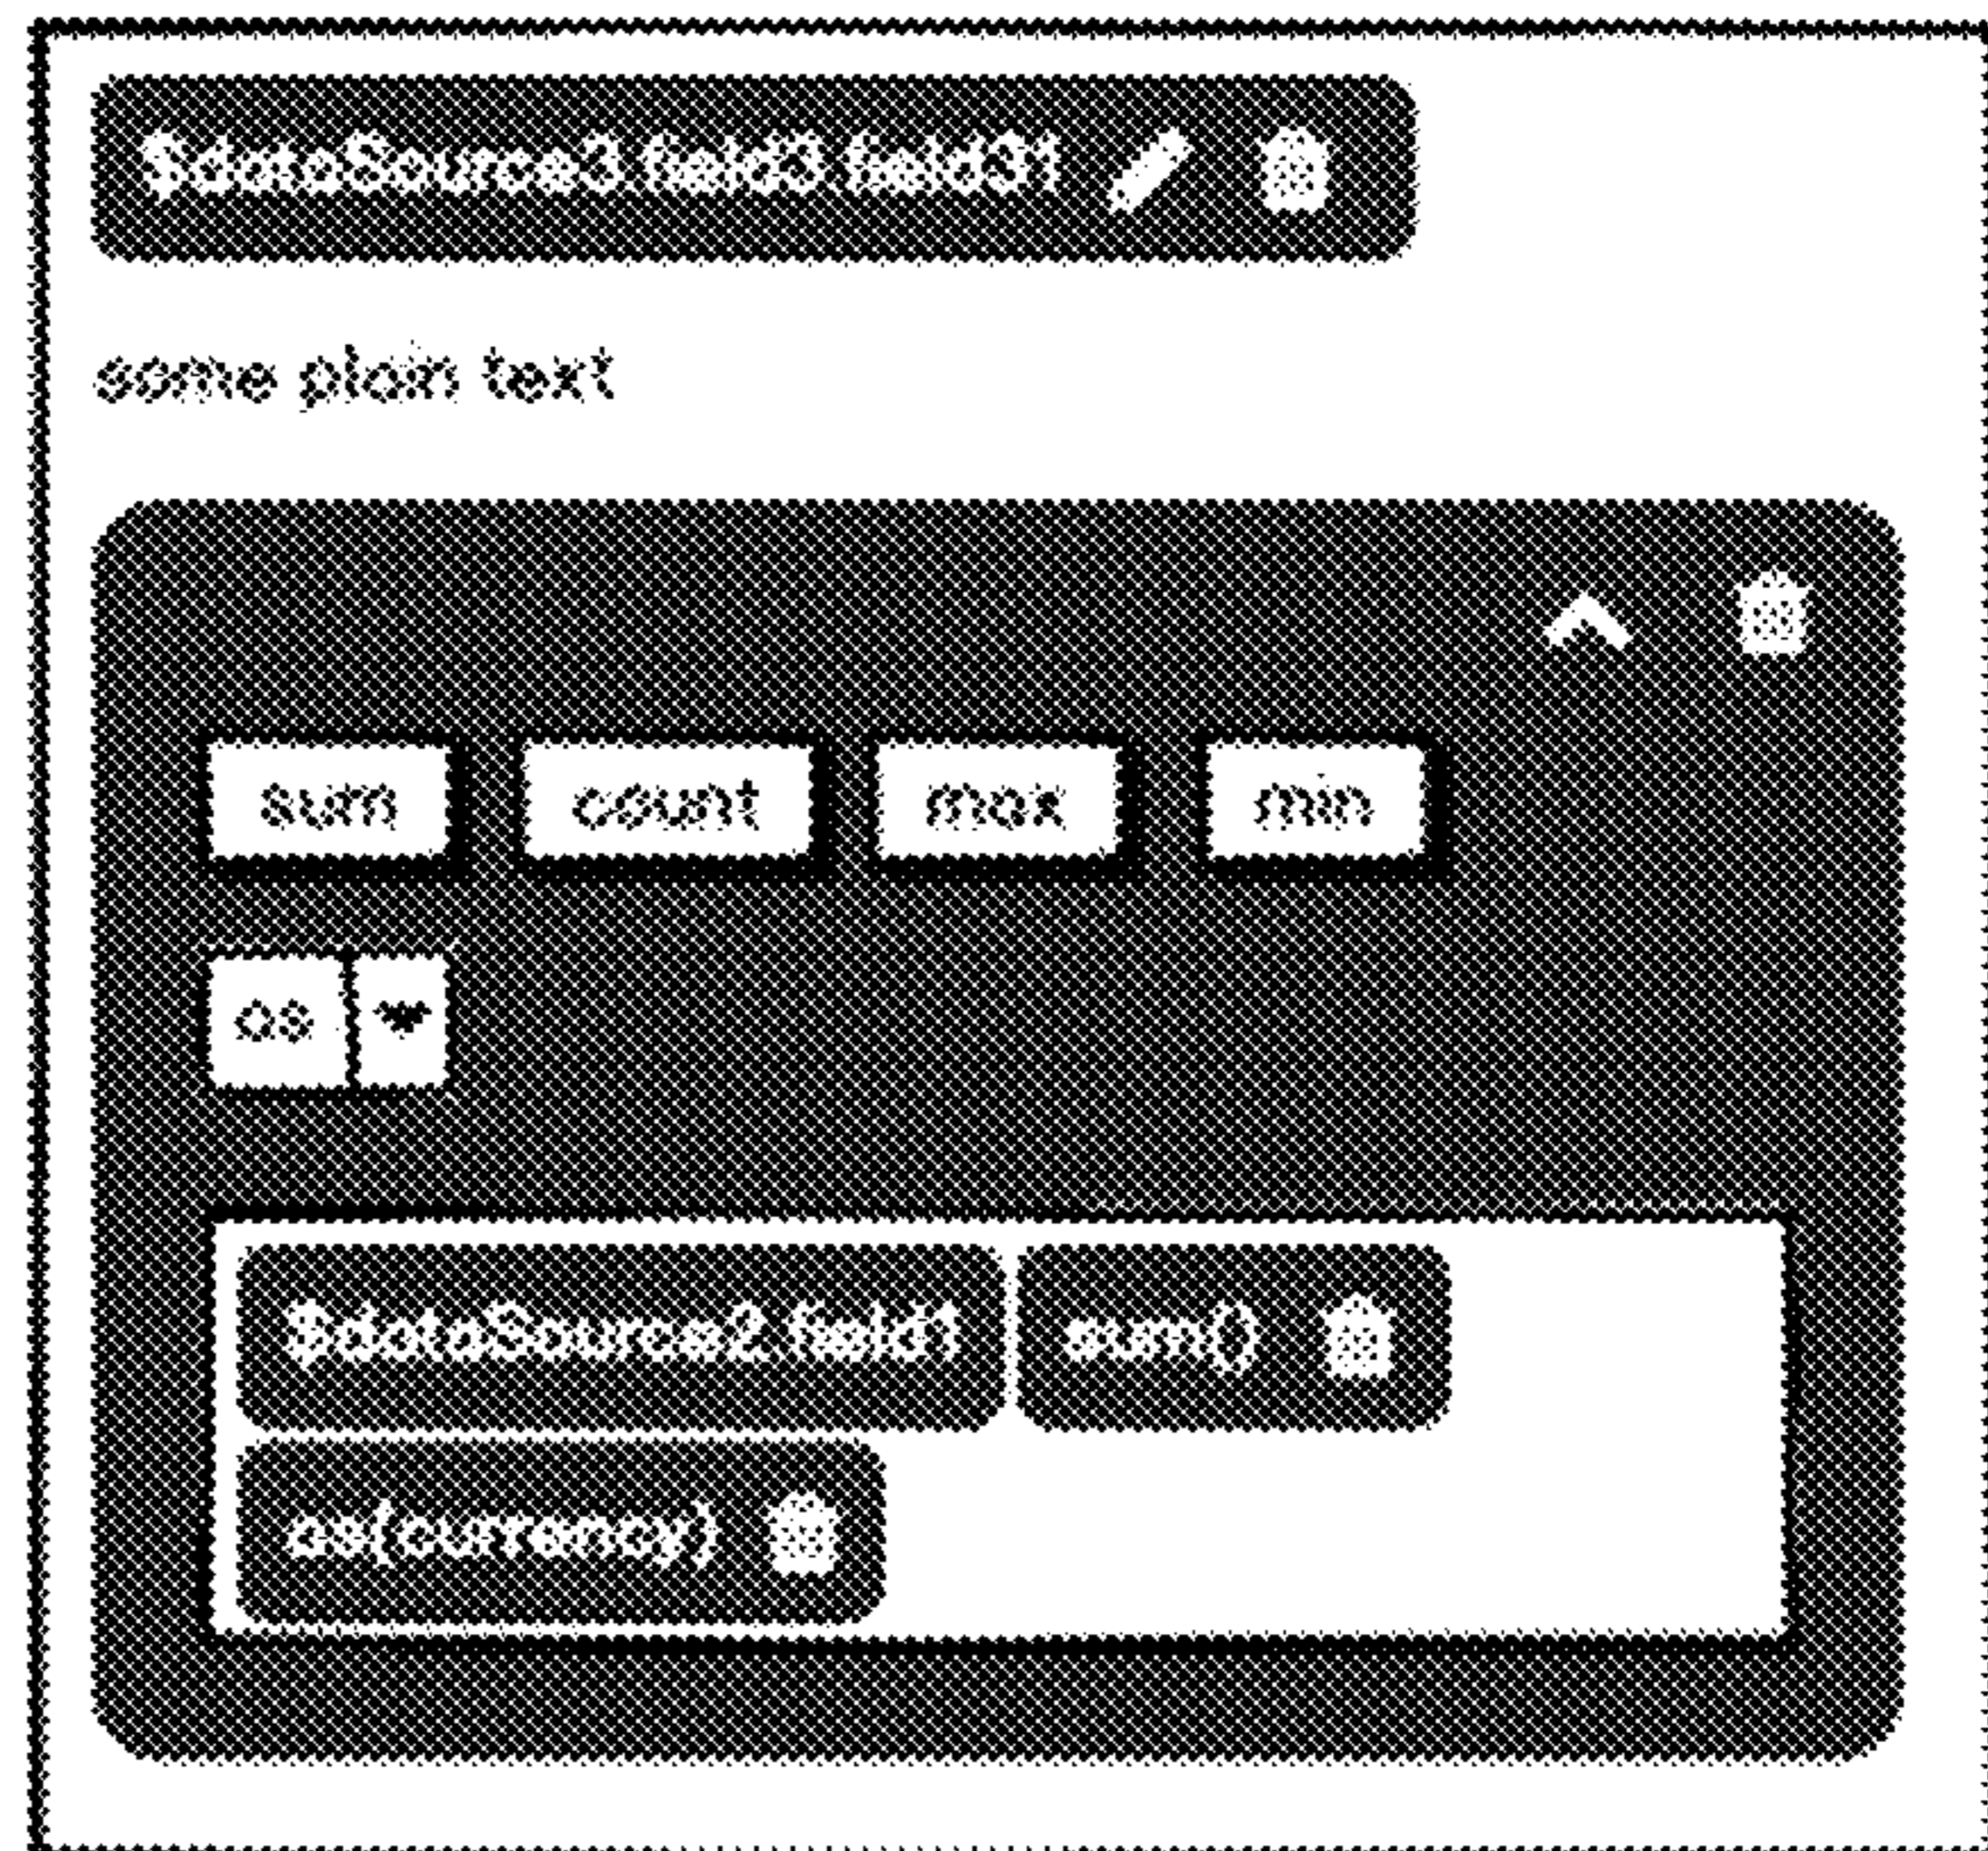 $dataSource3.field3.field31
some plain text
sum count max min
as
$dataSource2.field1 sum()
as(currency)